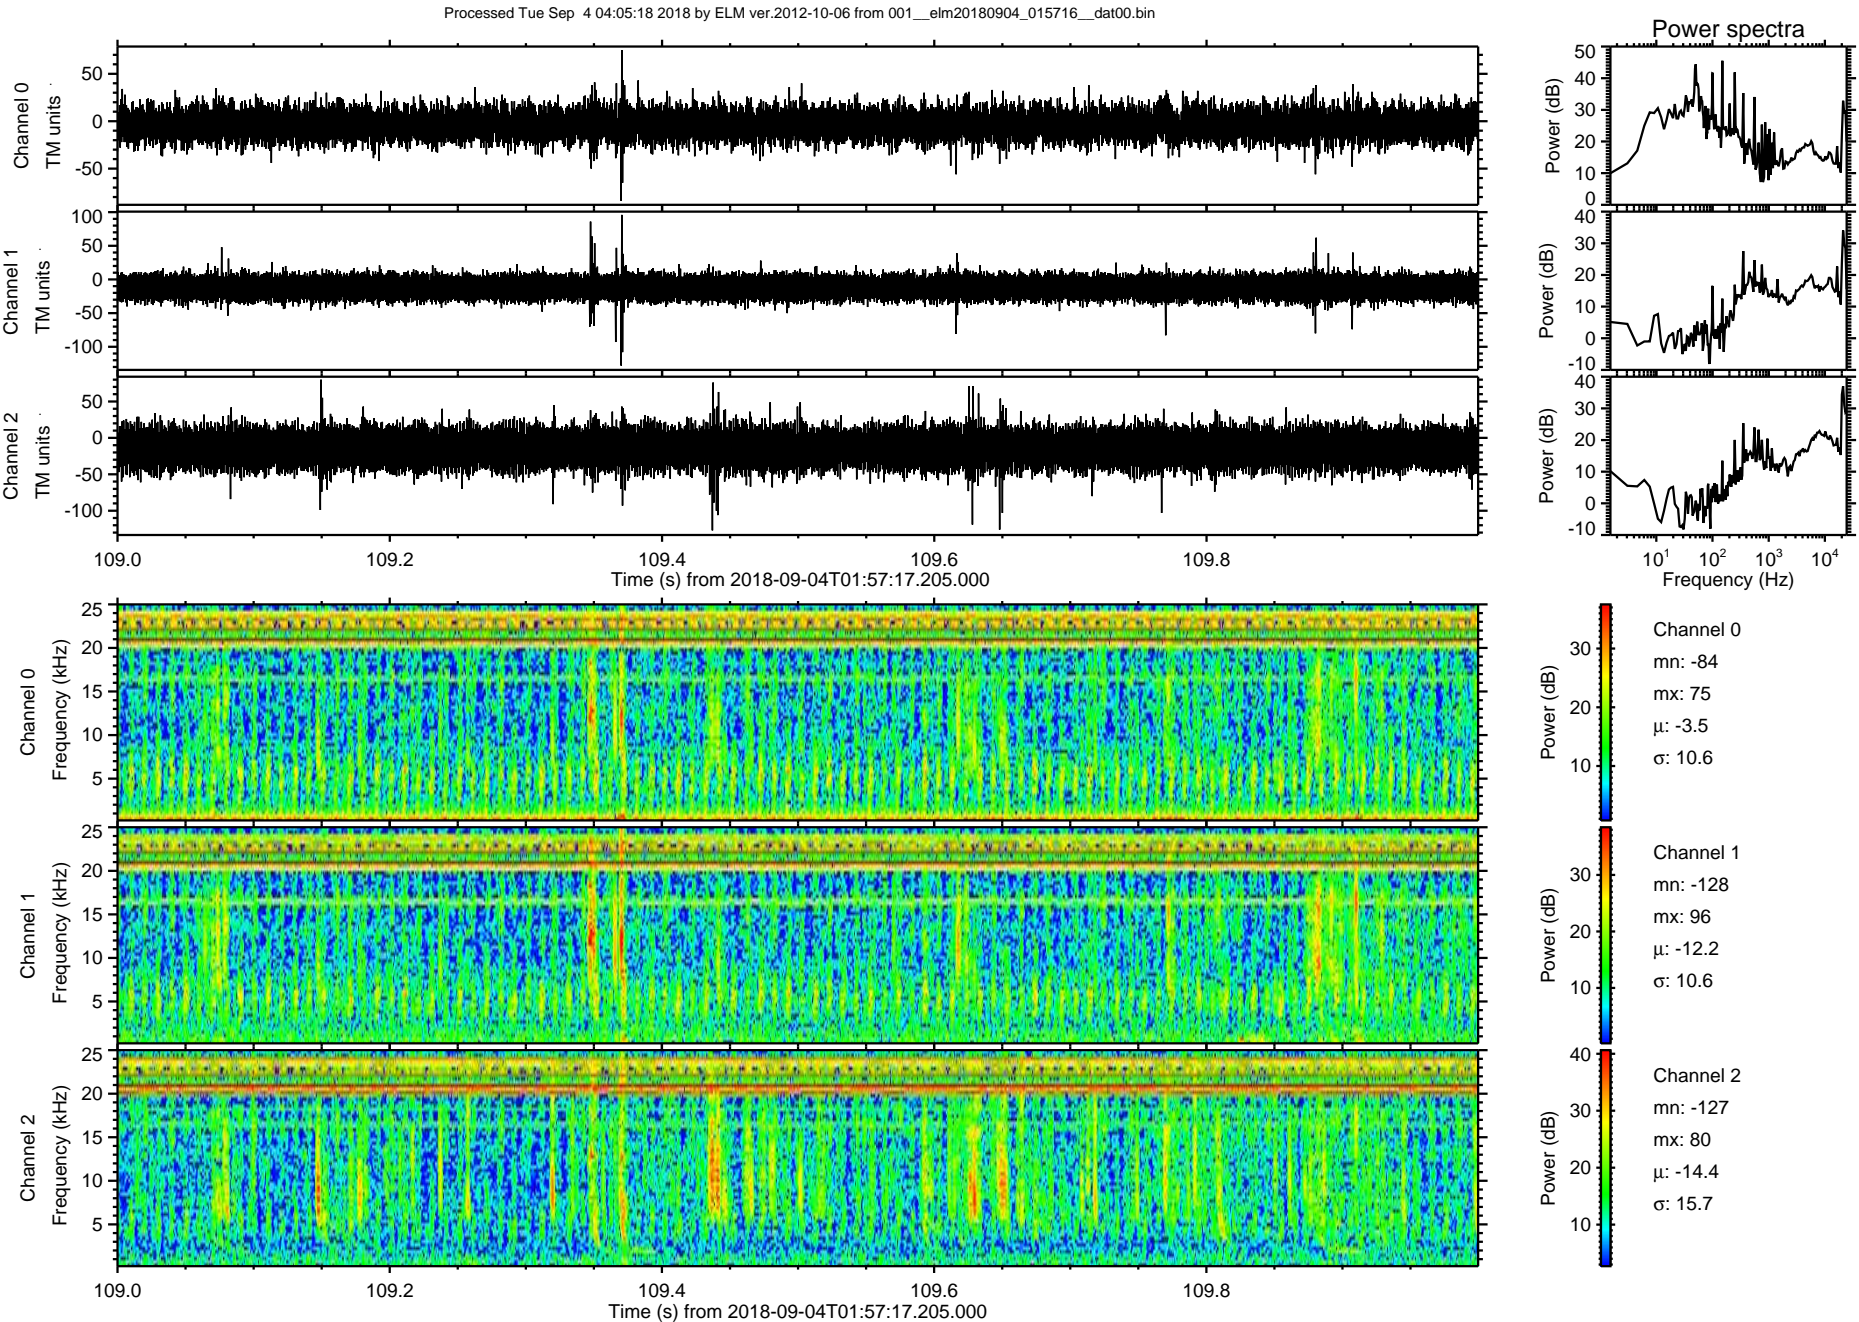 Processed Tue Sep  4 04:05:18 2018 by ELM ver.2012-10-06 from 001__elm20180904_015716__dat00.bin
Power spectra
Channel 0
TM units
50
0
-50
Power (dB)
50
40
30
20
10
0
Channel 1
TM units
100
50
0
-50
-100
Power (dB)
40
30
20
10
0
-10
Channel 2
TM units
50
0
-50
-100
Power (dB)
40
30
20
10
0
-10
109.0 109.2 109.4 109.6 109.8
Time (s) from 2018-09-04T01:57:17.205.000
10¹ 10² 10³ 10⁴
Frequency (Hz)
Channel 0
Frequency (kHz)
25
20
15
10
5
Power (dB)
30
20
10
Channel 0
mn: -84
mx: 75
μ: -3.5
σ: 10.6
Channel 1
Frequency (kHz)
25
20
15
10
5
Power (dB)
30
20
10
Channel 1
mn: -128
mx: 96
μ: -12.2
σ: 10.6
Channel 2
Frequency (kHz)
25
20
15
10
5
Power (dB)
40
30
20
10
Channel 2
mn: -127
mx: 80
μ: -14.4
σ: 15.7
109.0 109.2 109.4 109.6 109.8
Time (s) from 2018-09-04T01:57:17.205.000